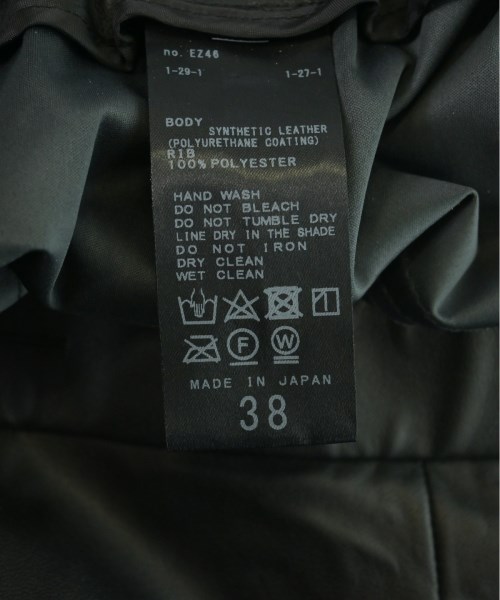 no. EZ46
1-29-1 1-27-1
BODY
SYNTHETIC LEATHER
(POLYURETHANE COATING)
RIB
100% POLYESTER
HAND WASH
DO NOT BLEACH
DO NOT TUMBLE DRY
LINE DRY IN THE SHADE
DO NOT IRON
DRY CLEAN
WET CLEAN
F W
MADE IN JAPAN
38